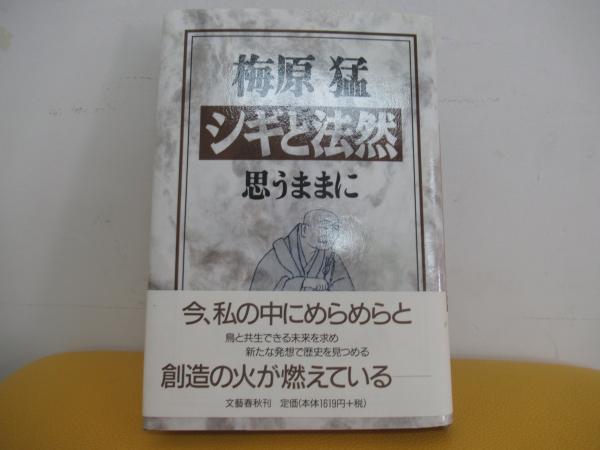 梅原 猛
シギと法然
思うままに
今、私の中にめらめらと
鳥と共生できる未来を求め
新たな発想で歴史を見つめる
創造の火が燃えている
文藝春秋刊 定価(本体1619円+税)